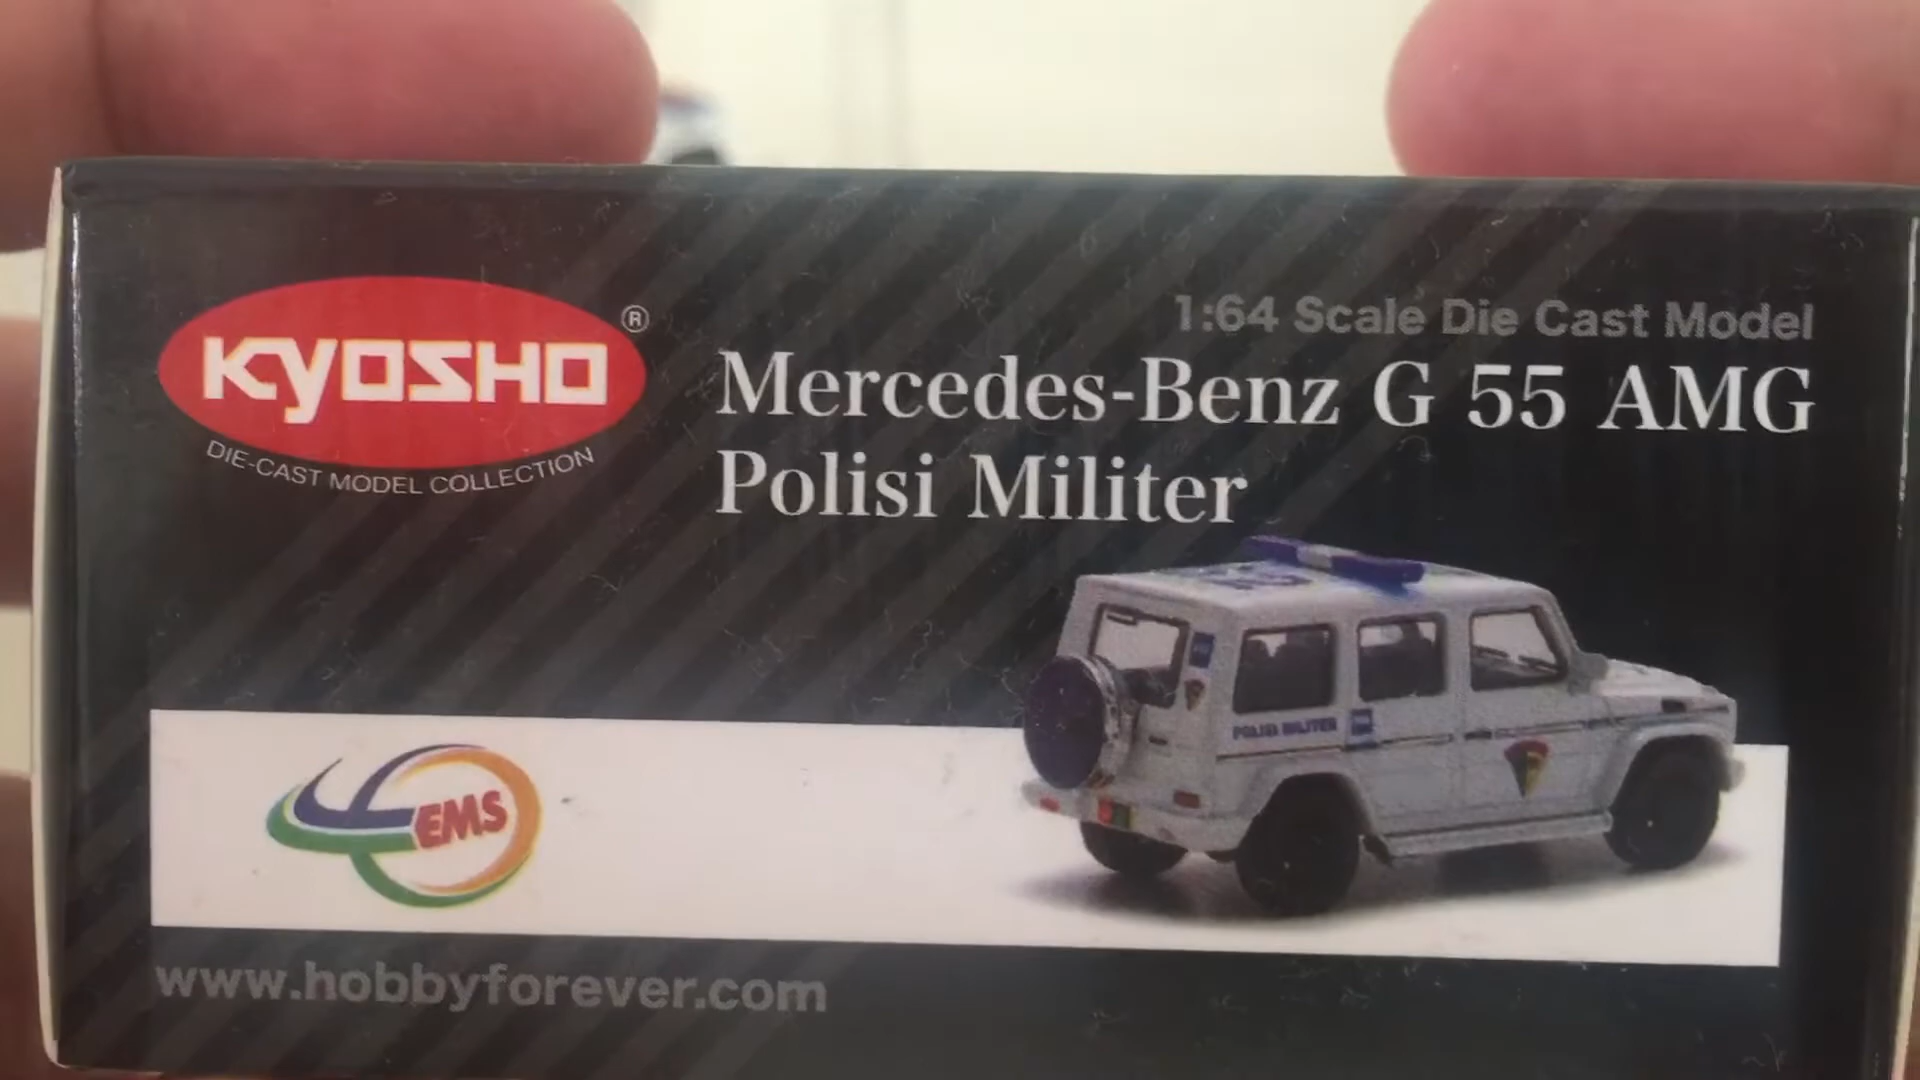 KYOSHO ®
DIE-CAST MODEL COLLECTION
1:64 Scale Die Cast Model
Mercedes-Benz G 55 AMG
Polisi Militer
POLISI MILITER
EMS
www.hobbyforever.com